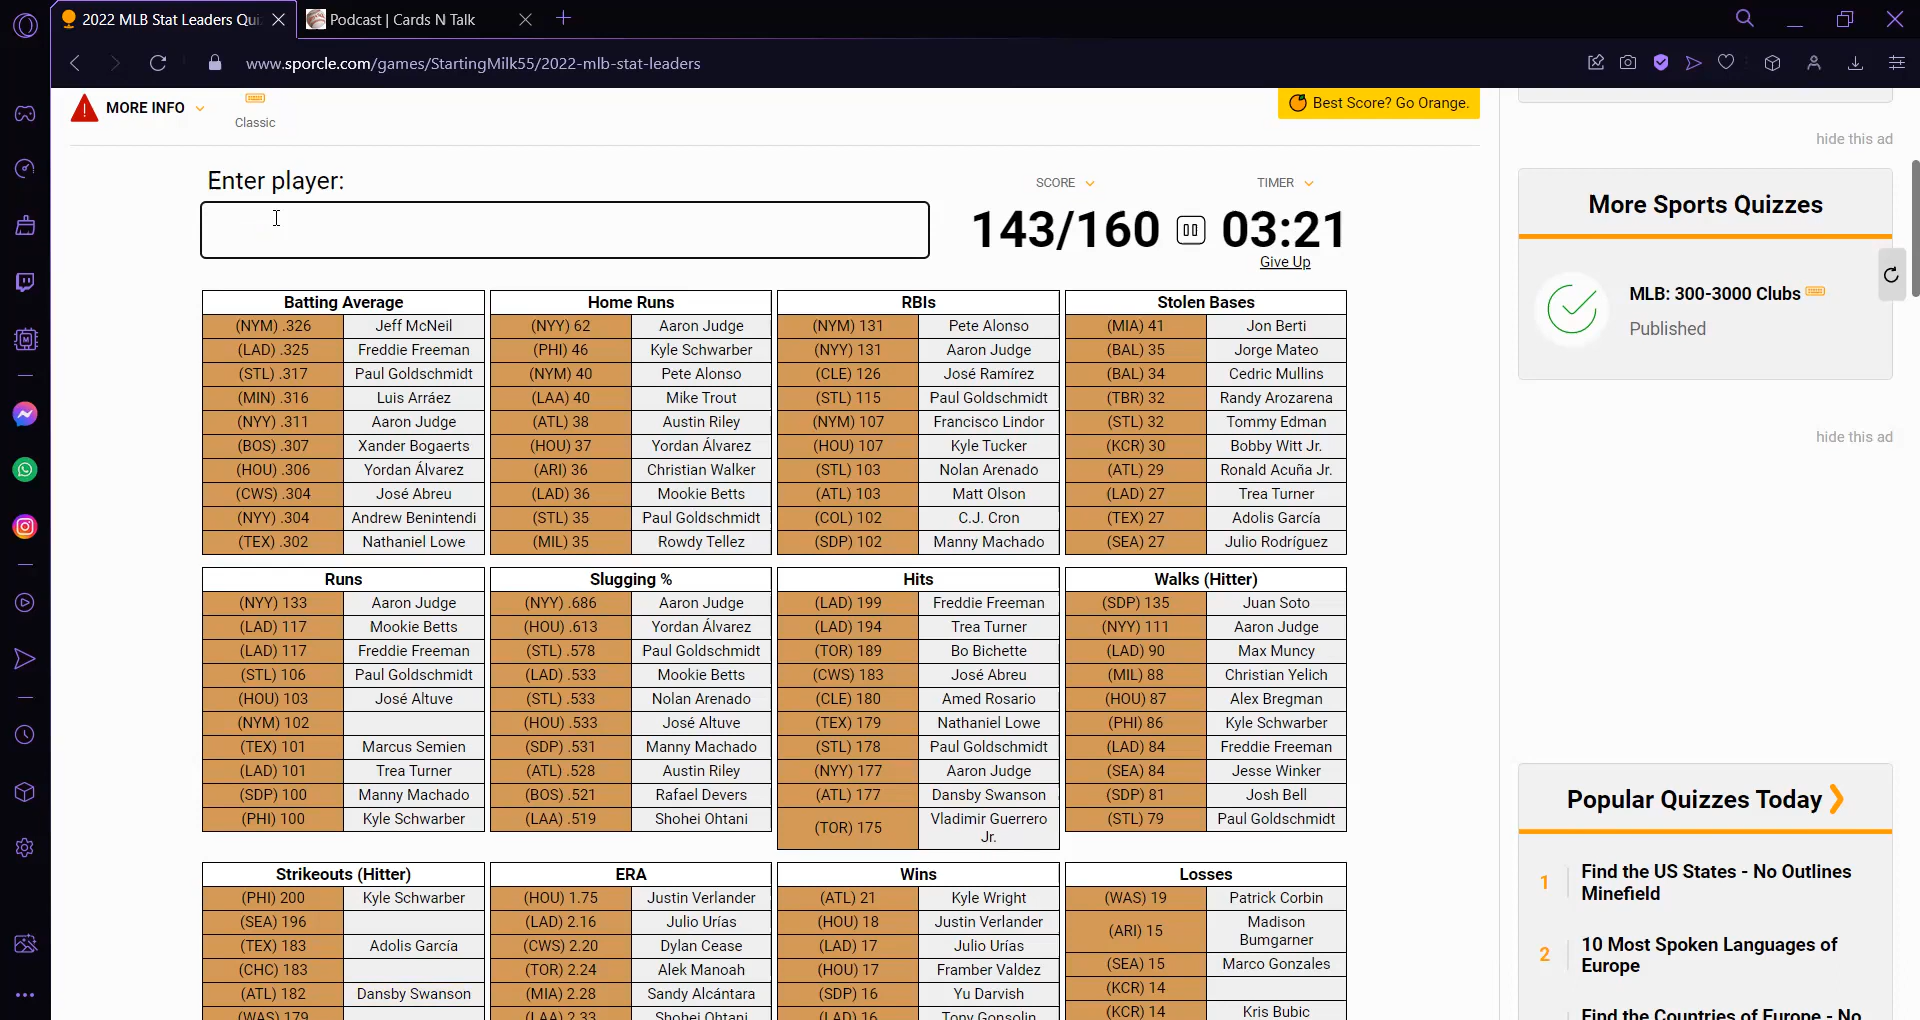 2022 MLB Stat Leaders Qui
Podcast | Cards N Talk
www.sporcle.com/games/StartingMilk55/2022-mlb-stat-leaders
MORE INFO
Classic
Best Score? Go Orange.
hide this ad
Enter player:
SCORE
TIMER
143/160
03:21
Give Up
More Sports Quizzes
MLB: 300-3000 Clubs
Published
hide this ad
Batting Average
(NYM) .326 Jeff McNeil
(LAD) .325 Freddie Freeman
(STL) .317 Paul Goldschmidt
(MIN) .316 Luis Arráez
(NYY) .311 Aaron Judge
(BOS) .307 Xander Bogaerts
(HOU) .306 Yordan Álvarez
(CWS) .304 José Abreu
(NYY) .304 Andrew Benintendi
(TEX) .302 Nathaniel Lowe
Home Runs
(NYY) 62 Aaron Judge
(PHI) 46 Kyle Schwarber
(NYM) 40 Pete Alonso
(LAA) 40 Mike Trout
(ATL) 38 Austin Riley
(HOU) 37 Yordan Álvarez
(ARI) 36 Christian Walker
(LAD) 36 Mookie Betts
(STL) 35 Paul Goldschmidt
(MIL) 35 Rowdy Tellez
RBIs
(NYM) 131 Pete Alonso
(NYY) 131 Aaron Judge
(CLE) 126 José Ramírez
(STL) 115 Paul Goldschmidt
(NYM) 107 Francisco Lindor
(HOU) 107 Kyle Tucker
(STL) 103 Nolan Arenado
(ATL) 103 Matt Olson
(COL) 102 C.J. Cron
(SDP) 102 Manny Machado
Stolen Bases
(MIA) 41 Jon Berti
(BAL) 35 Jorge Mateo
(BAL) 34 Cedric Mullins
(TBR) 32 Randy Arozarena
(STL) 32 Tommy Edman
(KCR) 30 Bobby Witt Jr.
(ATL) 29 Ronald Acuña Jr.
(LAD) 27 Trea Turner
(TEX) 27 Adolis García
(SEA) 27 Julio Rodríguez
Runs
(NYY) 133 Aaron Judge
(LAD) 117 Mookie Betts
(LAD) 117 Freddie Freeman
(STL) 106 Paul Goldschmidt
(HOU) 103 José Altuve
(NYM) 102
(TEX) 101 Marcus Semien
(LAD) 101 Trea Turner
(SDP) 100 Manny Machado
(PHI) 100 Kyle Schwarber
Slugging %
(NYY) .686 Aaron Judge
(HOU) .613 Yordan Álvarez
(STL) .578 Paul Goldschmidt
(LAD) .533 Mookie Betts
(STL) .533 Nolan Arenado
(HOU) .533 José Altuve
(SDP) .531 Manny Machado
(ATL) .528 Austin Riley
(BOS) .521 Rafael Devers
(LAA) .519 Shohei Ohtani
Hits
(LAD) 199 Freddie Freeman
(LAD) 194 Trea Turner
(TOR) 189 Bo Bichette
(CWS) 183 José Abreu
(CLE) 180 Amed Rosario
(TEX) 179 Nathaniel Lowe
(STL) 178 Paul Goldschmidt
(NYY) 177 Aaron Judge
(ATL) 177 Dansby Swanson
(TOR) 175 Vladimir Guerrero
Jr.
Walks (Hitter)
(SDP) 135 Juan Soto
(NYY) 111 Aaron Judge
(LAD) 90 Max Muncy
(MIL) 88 Christian Yelich
(HOU) 87 Alex Bregman
(PHI) 86 Kyle Schwarber
(LAD) 84 Freddie Freeman
(SEA) 84 Jesse Winker
(SDP) 81 Josh Bell
(STL) 79 Paul Goldschmidt
Strikeouts (Hitter)
(PHI) 200 Kyle Schwarber
(SEA) 196
(TEX) 183 Adolis García
(CHC) 183
(ATL) 182 Dansby Swanson
(WAS) 179
ERA
(HOU) 1.75 Justin Verlander
(LAD) 2.16 Julio Urías
(CWS) 2.20 Dylan Cease
(TOR) 2.24 Alek Manoah
(MIA) 2.28 Sandy Alcántara
(LAA) 2.33 Shohei Ohtani
Wins
(ATL) 21 Kyle Wright
(HOU) 18 Justin Verlander
(LAD) 17 Julio Urías
(HOU) 17 Framber Valdez
(SDP) 16 Yu Darvish
(LAD) 16 Tony Gonsolin
Losses
(WAS) 19 Patrick Corbin
(ARI) 15 Madison
Bumgarner
(SEA) 15 Marco Gonzales
(KCR) 14
(KCR) 14 Kris Bubic
Popular Quizzes Today
1 Find the US States - No Outlines
Minefield
2 10 Most Spoken Languages of
Europe
Find the Countries of Europe - No